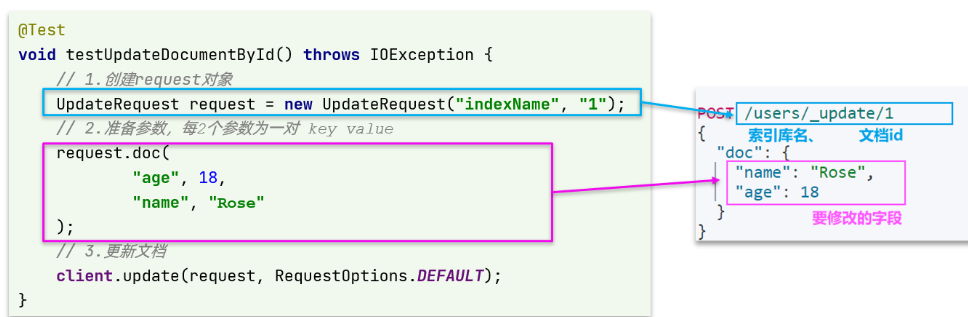 @Test
void testUpdateDocumentById() throws IOException {
    // 1.创建request对象
    UpdateRequest request = new UpdateRequest("indexName", "1");
    // 2.准备参数，每2个参数为一对 key value
    request.doc(
            "age", 18,
            "name", "Rose"
    );
    // 3.更新文档
    client.update(request, RequestOptions.DEFAULT);
}
POST /users/_update/1
索引库名、 文档id
{
  "doc": {
    "name": "Rose",
    "age": 18
  }
要修改的字段
}